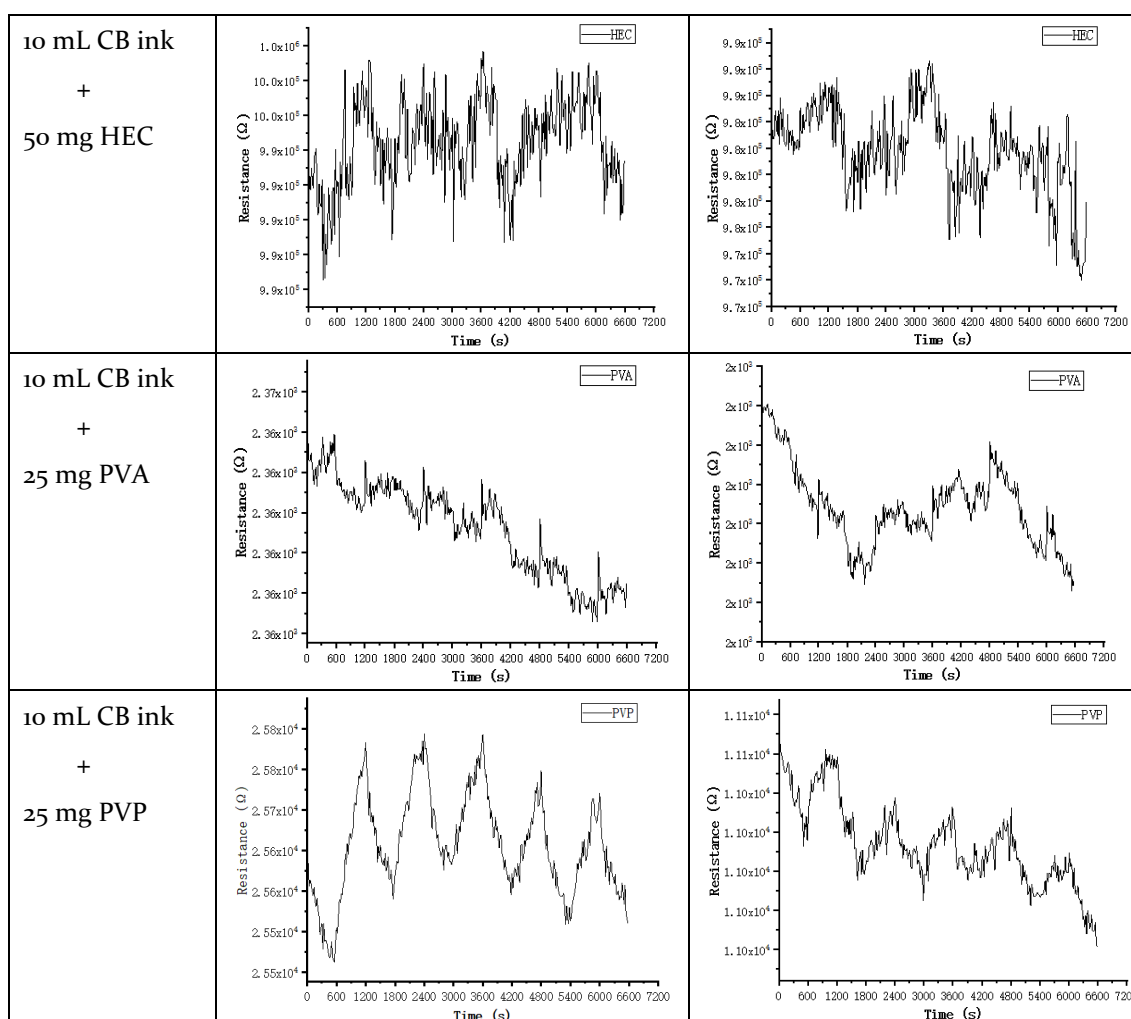 10 mL CB ink
+
50 mg HEC
HEC
1.0x10⁶
10.0x10⁵
10.0x10⁵
9.9x10⁵
9.9x10⁵
9.9x10⁵
9.9x10⁵
9.9x10⁵
Resistance (Ω)
0 600 1200 1800 2400 3000 3600 4200 4800 5400 6000 6600 7200
Time (s)
HEC
9.9x10⁵
9.9x10⁵
9.9x10⁵
9.8x10⁵
9.8x10⁵
9.8x10⁵
9.8x10⁵
9.8x10⁵
9.7x10⁵
9.7x10⁵
9.7x10⁵
Resistance (Ω)
0 600 1200 1800 2400 3000 3600 4200 4800 5400 6000 6600 7200
Time (s)
10 mL CB ink
+
25 mg PVA
PVA
2.37x10³
2.36x10³
2.36x10³
2.36x10³
2.36x10³
2.36x10³
2.36x10³
Resistance (Ω)
0 600 1200 1800 2400 3000 3600 4200 4800 5400 6000 6600 7200
Time (s)
PVA
2x10³
2x10³
2x10³
2x10³
2x10³
2x10³
2x10³
2x10³
Resistance (Ω)
0 600 1200 1800 2400 3000 3600 4200 4800 5400 6000 6600 7200
Time (s)
10 mL CB ink
+
25 mg PVP
PVP
2.58x10⁴
2.58x10⁴
2.57x10⁴
2.56x10⁴
2.56x10⁴
2.55x10⁴
2.55x10⁴
Resistance (Ω)
0 600 1200 1800 2400 3000 3600 4200 4800 5400 6000 6600 7200
Time (s)
PVP
1.11x10⁴
1.11x10⁴
1.10x10⁴
1.10x10⁴
1.10x10⁴
1.10x10⁴
1.10x10⁴
Resistance (Ω)
0 600 1200 1800 2400 3000 3600 4200 4800 5400 6000 6600 7200
Time (s)